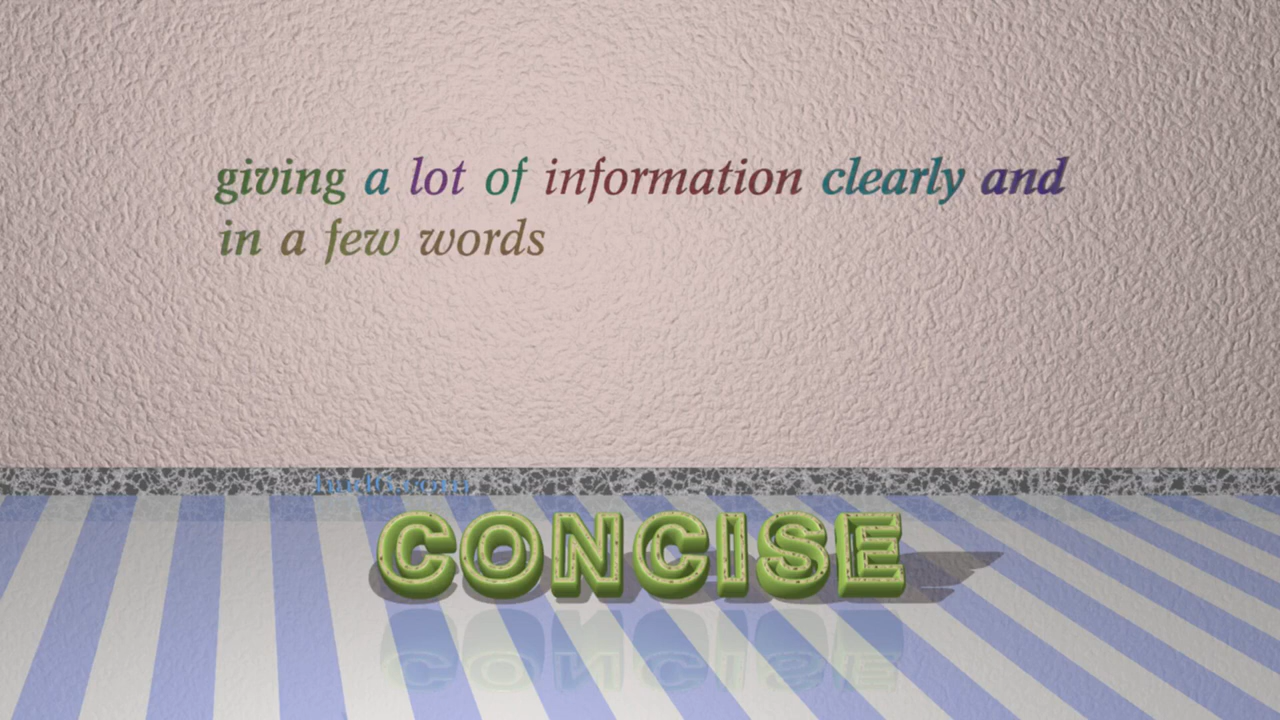 giving a lot of information clearly and
in a few words
CONCISE